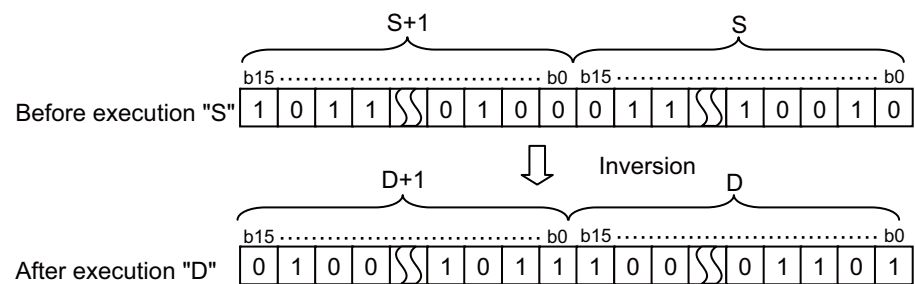 S+1 S
b15 ................................ b0 b15 ................................ b0
Before execution "S" 1 0 1 1 0 1 0 0 0 1 1 1 0 0 1 0
Inversion
D+1 D
b15 ................................ b0 b15 ................................ b0
After execution "D" 0 1 0 0 1 0 1 1 1 0 0 0 1 1 0 1